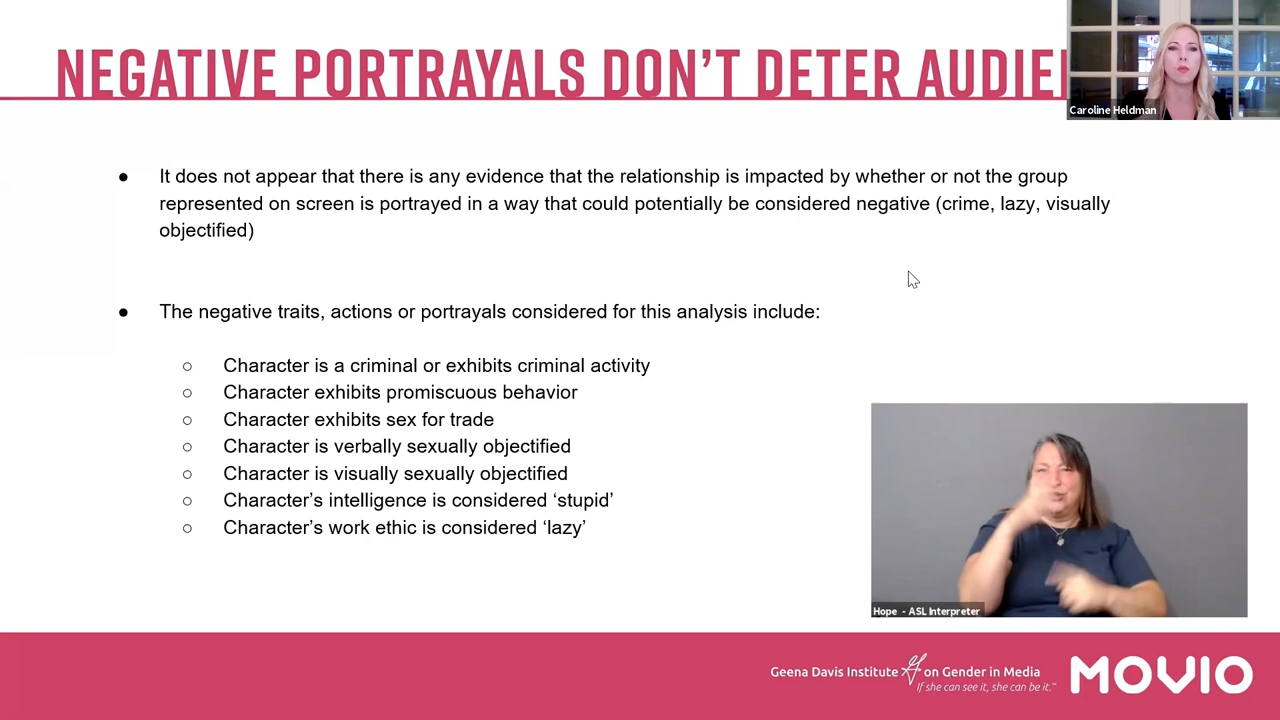 NEGATIVE PORTRAYALS DON'T DETER
Caroline Heldman
● It does not appear that there is any evidence that the relationship is impacted by whether or not the group
represented on screen is portrayed in a way that could potentially be considered negative (crime, lazy, visually
objectified)
● The negative traits, actions or portrayals considered for this analysis include:
○ Character is a criminal or exhibits criminal activity
○ Character exhibits promiscuous behavior
○ Character exhibits sex for trade
○ Character is verbally sexually objectified
○ Character is visually sexually objectified
○ Character’s intelligence is considered ‘stupid’
○ Character’s work ethic is considered ‘lazy’
Hope - ASL Interpreter
Geena Davis Institute on Gender in Media
If she can see it, she can be it.™
MOVIO